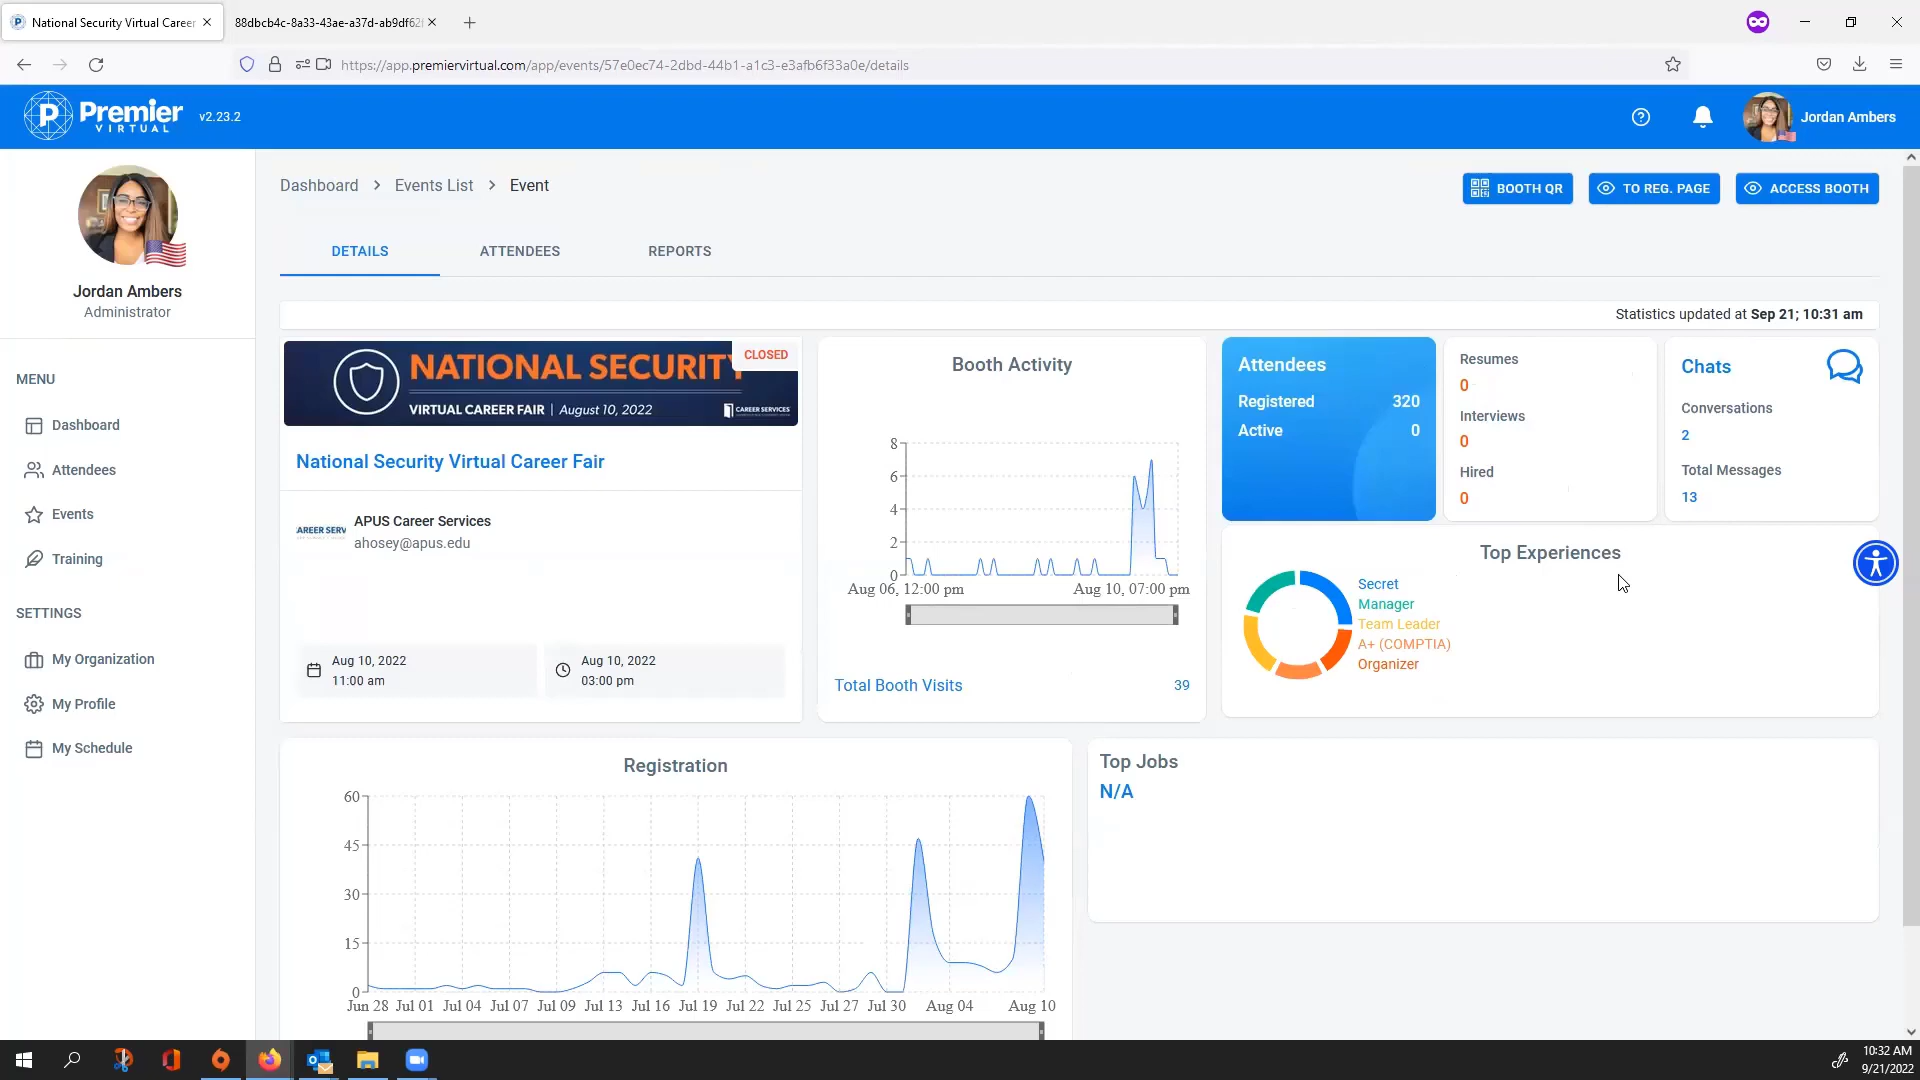 National Security Virtual Career
88dbcb4c-8a33-43ae-a37d-ab9df62f
https://app.premiervirtual.com/app/events/57e0ec74-2dbd-44b1-a1c3-e3afb6f33a0e/details
P Premier
VIRTUAL
v2.23.2
Jordan Ambers
Jordan Ambers
Administrator
MENU
Dashboard
Attendees
Events
Training
SETTINGS
My Organization
My Profile
My Schedule
Dashboard > Events List > Event
BOOTH QR
TO REG. PAGE
ACCESS BOOTH
DETAILS
ATTENDEES
REPORTS
Statistics updated at Sep 21; 10:31 am
NATIONAL SECURITY
VIRTUAL CAREER FAIR | August 10, 2022
CAREER SERVICES
CLOSED
National Security Virtual Career Fair
AREER SERV
APUS Career Services
ahosey@apus.edu
Aug 10, 2022
11:00 am
Aug 10, 2022
03:00 pm
Booth Activity
8
6
4
2
0
Aug 06, 12:00 pm
Aug 10, 07:00 pm
Total Booth Visits 39
Attendees
Registered 320
Active 0
Resumes
0
Interviews
0
Hired
0
Chats
Conversations
2
Total Messages
13
Top Experiences
Secret
Manager
Team Leader
A+ (COMPTIA)
Organizer
Registration
60
45
30
15
0
Jun 28 Jul 01 Jul 04 Jul 07 Jul 09 Jul 13 Jul 16 Jul 19 Jul 22 Jul 25 Jul 27 Jul 30 Aug 04 Aug 10
Top Jobs
N/A
10:32 AM
9/21/2022